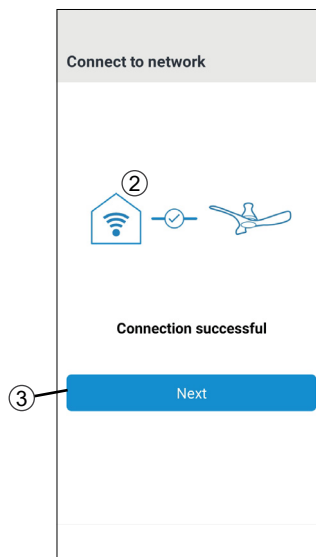 Connect to network
②
Connection successful
③
Next